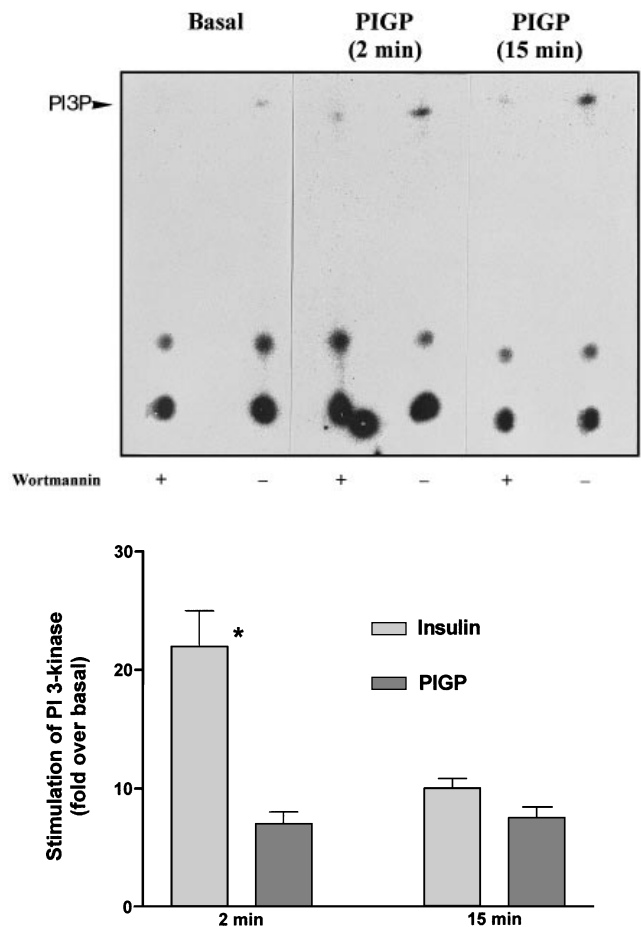 Basal PIGP (2 min) PIGP (15 min)
PI3P
Wortmannin + – + – + –
Stimulation of PI 3-kinase
(fold over basal)
30
20
10
0
*
Insulin
PIGP
2 min 15 min